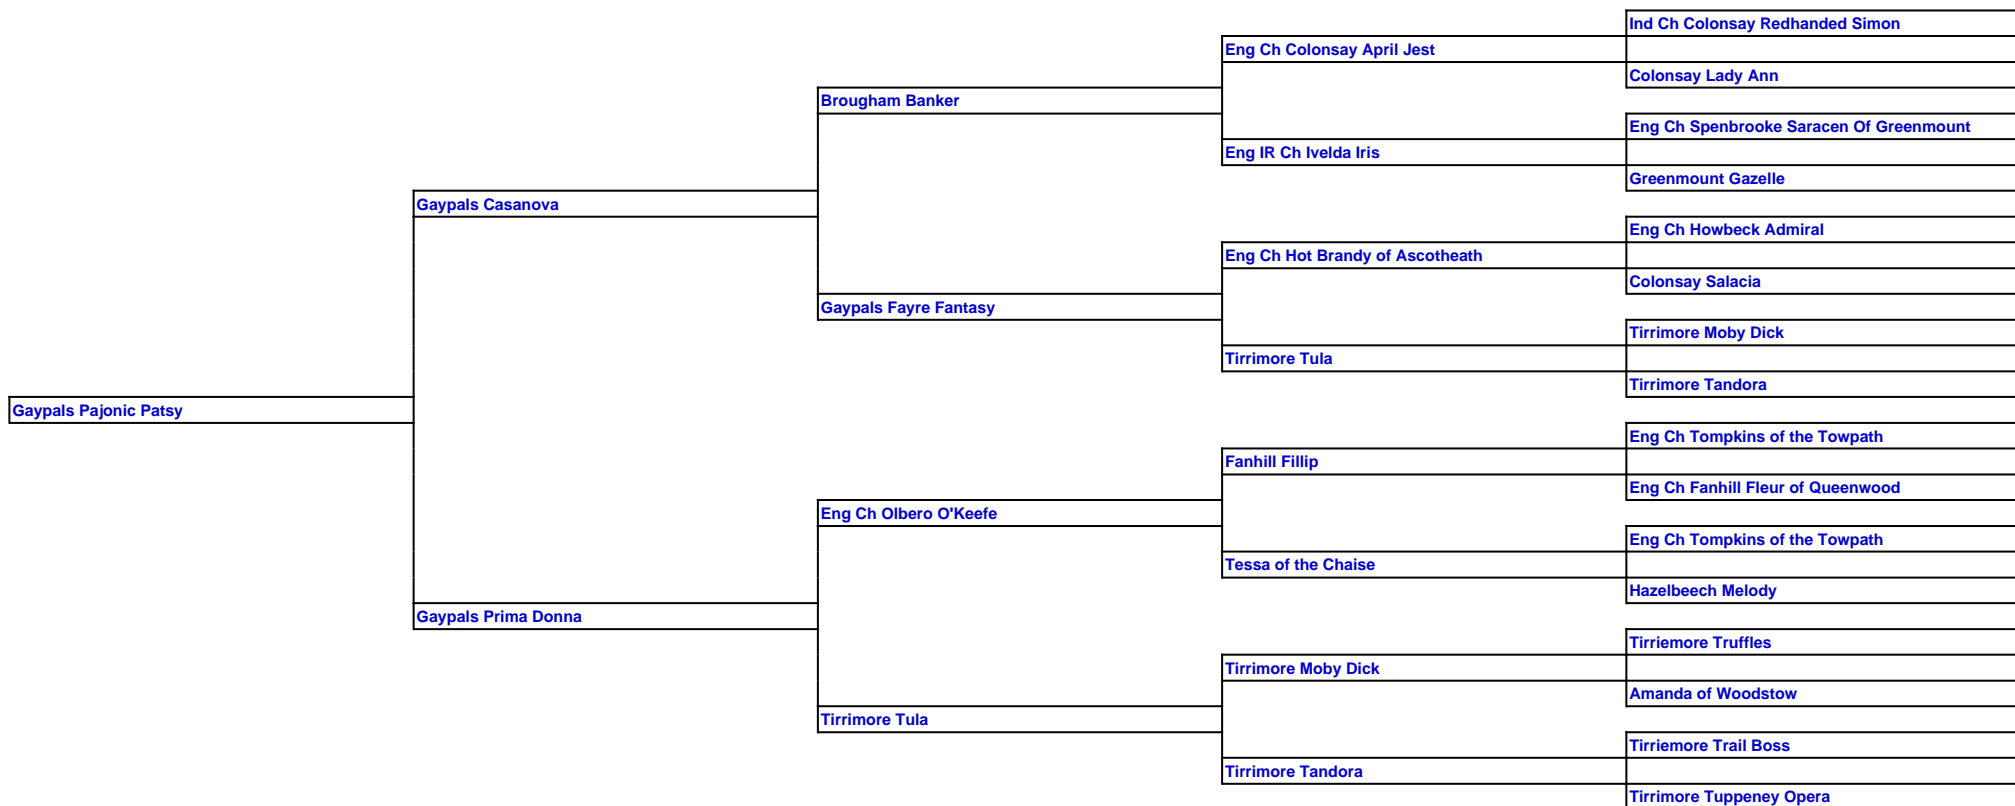 Ind Ch Colonsay Redhanded Simon
Eng Ch Colonsay April Jest
Colonsay Lady Ann
Brougham Banker
Eng Ch Spenbrooke Saracen Of Greenmount
Eng IR Ch Ivelda Iris
Greenmount Gazelle
Gaypals Casanova
Eng Ch Howbeck Admiral
Eng Ch Hot Brandy of Ascotheath
Colonsay Salacia
Gaypals Fayre Fantasy
Tirrimore Moby Dick
Tirrimore Tula
Tirrimore Tandora
Gaypals Pajonic Patsy
Eng Ch Tompkins of the Towpath
Fanhill Fillip
Eng Ch Fanhill Fleur of Queenwood
Eng Ch Olbero O'Keefe
Eng Ch Tompkins of the Towpath
Tessa of the Chaise
Hazelbeech Melody
Gaypals Prima Donna
Tirriemore Truffles
Tirrimore Moby Dick
Amanda of Woodstow
Tirrimore Tula
Tirriemore Trail Boss
Tirrimore Tandora
Tirrimore Tuppeney Opera